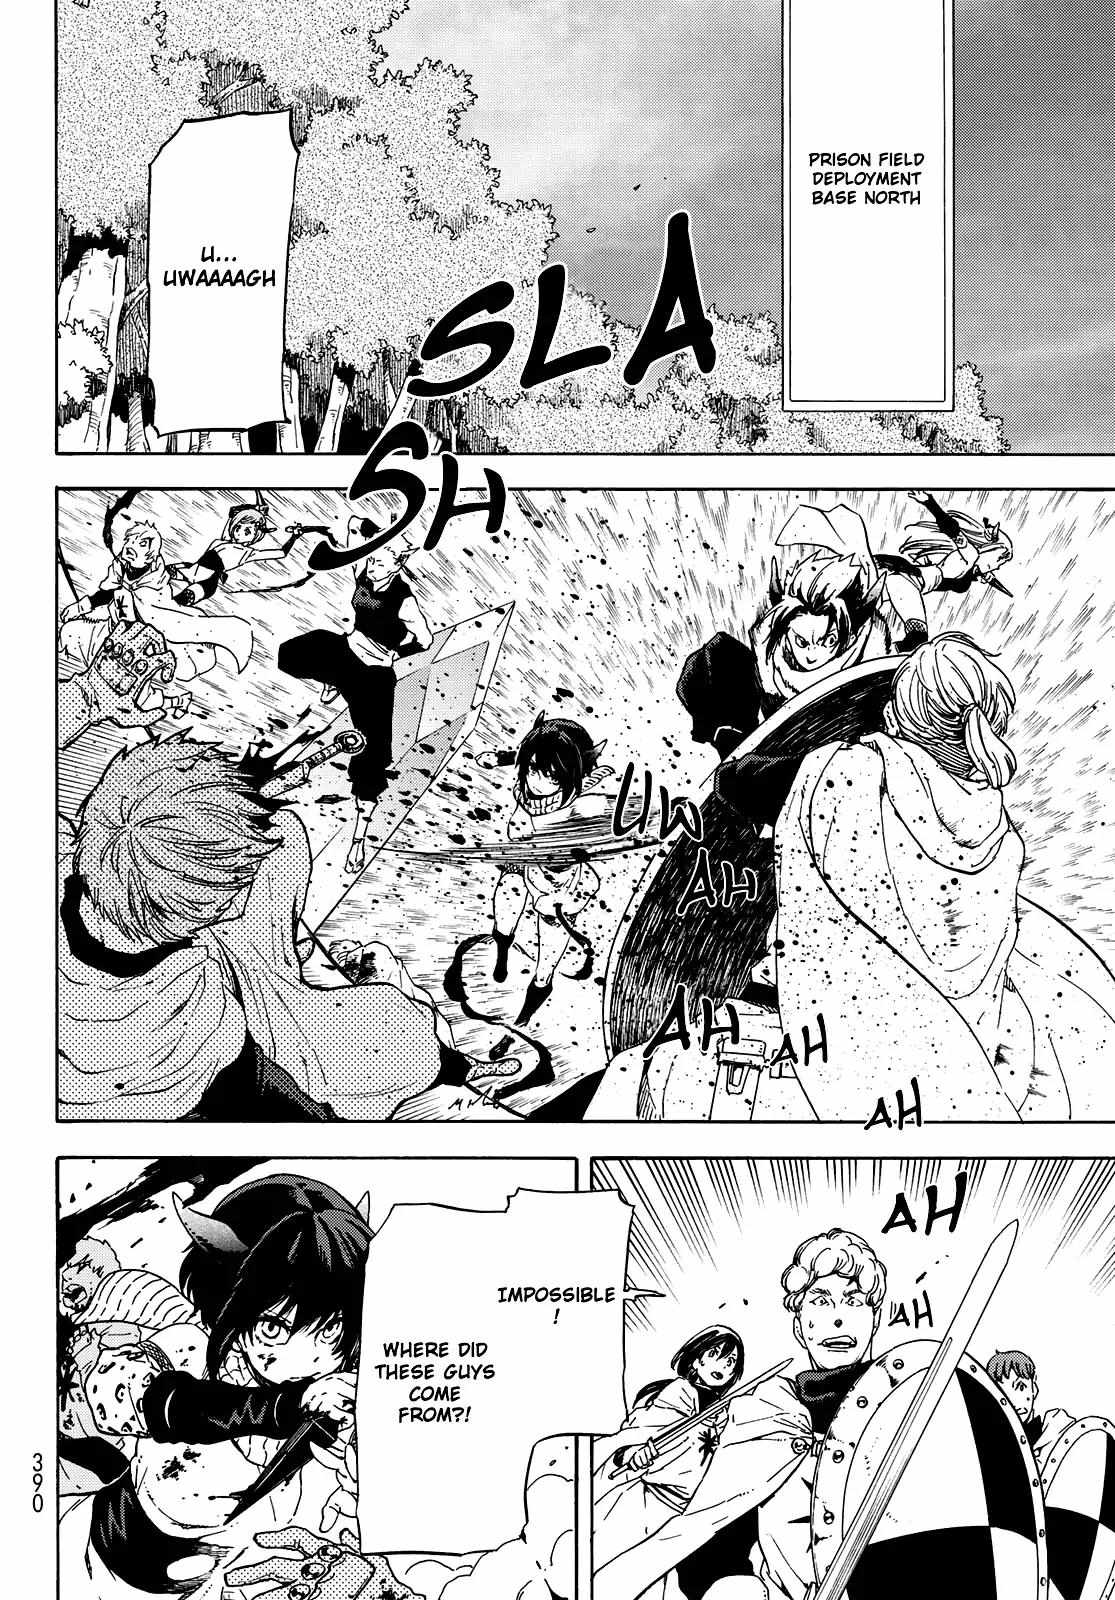 PRISON FIELD
DEPLOYMENT
BASE NORTH
U...
UWAAAAGH
SLA
SH
UW
AH
AH
AH
AH
AH
AH
IMPOSSIBLE
!
WHERE DID
THESE GUYS
COME
FROM?!
390